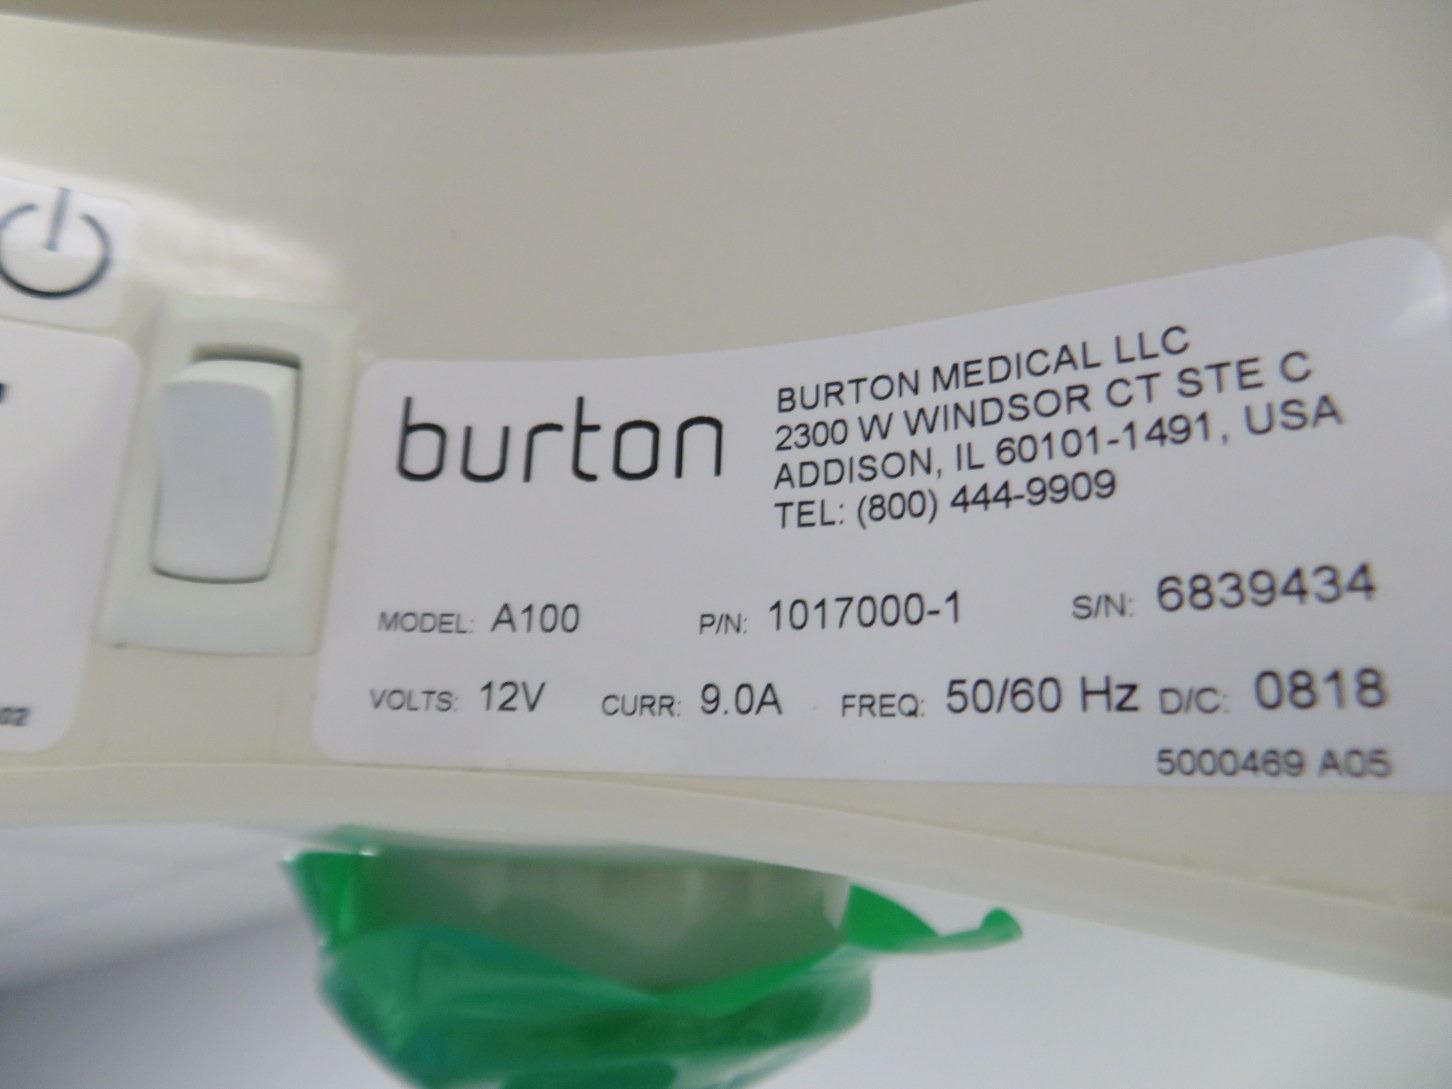 burton
BURTON MEDICAL LLC
2300 W WINDSOR CT STE C
ADDISON, IL 60101-1491, USA
TEL: (800) 444-9909
MODEL: A100 P/N: 1017000-1 S/N: 6839434
VOLTS: 12V CURR: 9.0A FREQ: 50/60 Hz D/C: 0818
5000469 A05
02